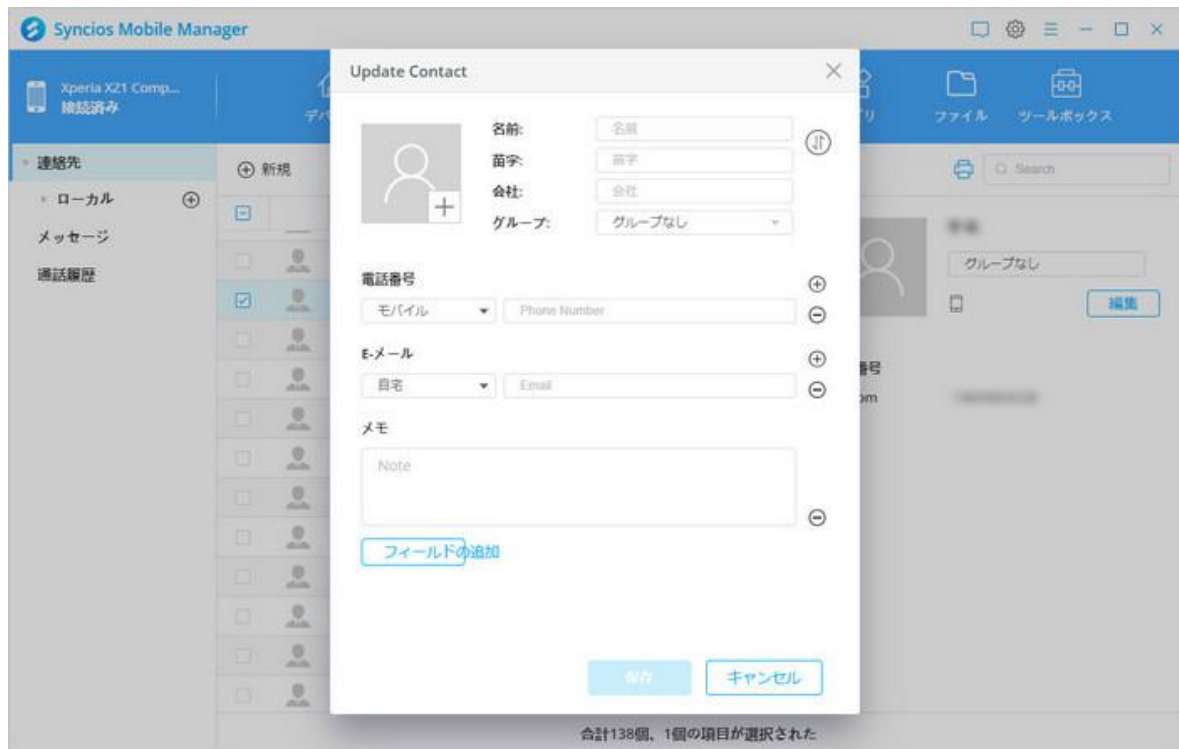 Syncios Mobile Manager
Xperia XZ1 Comp...
接続済み
ファイル
ツールボックス
連絡先
ローカル
メッセージ
通話履歴
新規
Search
Update Contact
名前: 名前
苗字: 苗字
会社: 会社
グループ: グループなし
電話番号
モバイル Phone Number
E-メール
自宅 Email
メモ
Note
フィールドの追加
保存 キャンセル
グループなし
編集
合計138個、1個の項目が選択された